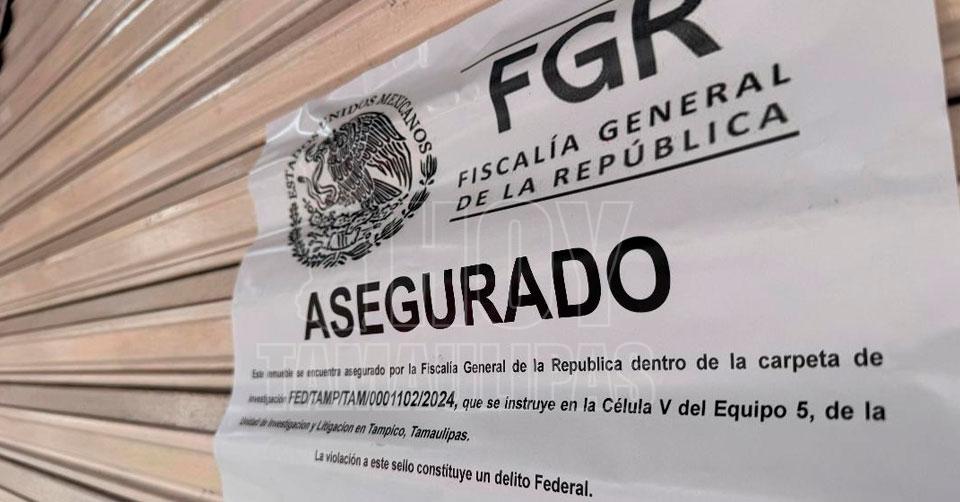 FGR
FISCALÍA GENERAL
DE LA REPÚBLICA
ESTADOS UNIDOS MEXICANOS
HOY
TAMAULIPAS
ASEGURADO
Este inmueble se encuentra asegurado por la Fiscalía General de la Republica dentro de la carpeta de
investigación FED/TAMP/TAM/0001102/2024, que se instruye en la Célula V del Equipo 5, de la
Unidad de Investigacion y Litigacion en Tampico, Tamaulipas.
La violación a este sello constituye un delito Federal.